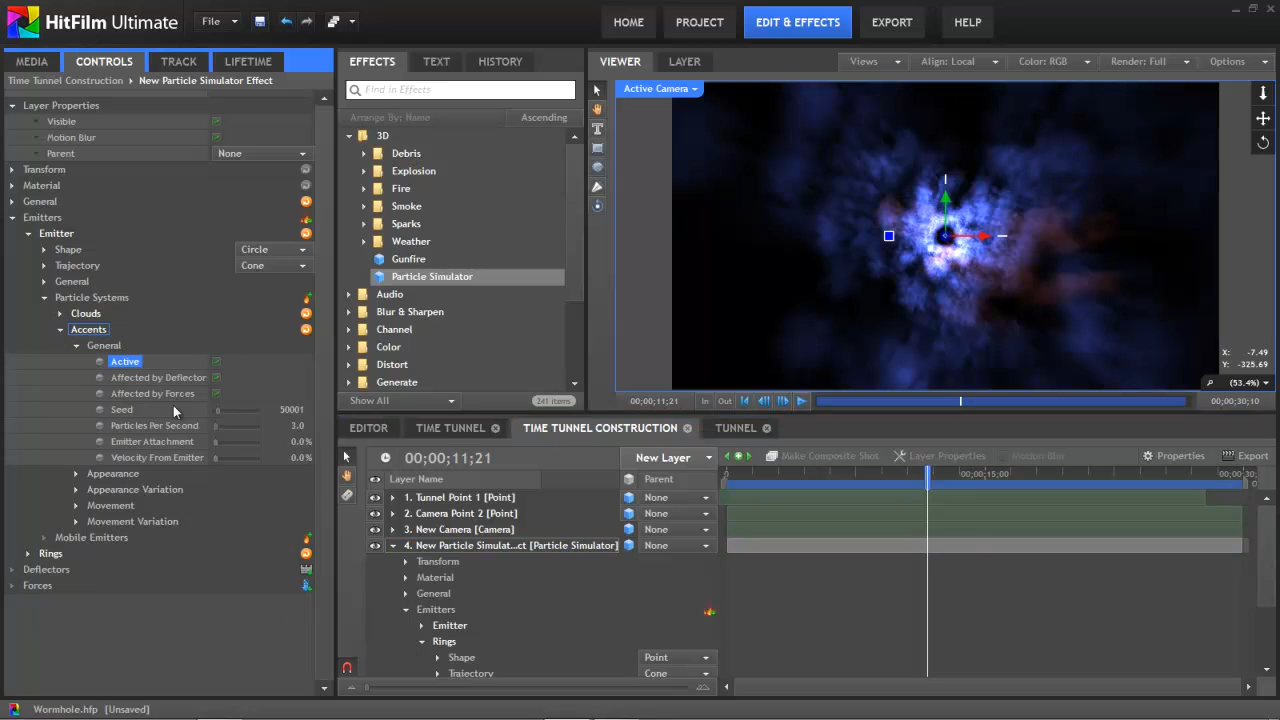 HitFilm Ultimate
File
HOME
PROJECT
EDIT & EFFECTS
EXPORT
HELP
MEDIA
CONTROLS
TRACK
LIFETIME
Time Tunnel Construction New Particle Simulator Effect
Layer Properties
Visible
Motion Blur
Parent None
Transform
Material
General
Emitters
Emitter
Shape Circle
Trajectory Cone
General
Particle Systems
Clouds
Accents
General
Active
Affected by Deflector
Affected by Forces
Seed 50001
Particles Per Second 3.0
Emitter Attachment 0.0%
Velocity From Emitter 0.0%
Appearance
Appearance Variation
Movement
Movement Variation
Mobile Emitters
Rings
Deflectors
Forces
EFFECTS
TEXT
HISTORY
Find in Effects
Arrange By: Name Ascending
3D
Debris
Explosion
Fire
Smoke
Sparks
Weather
Gunfire
Particle Simulator
Audio
Blur & Sharpen
Channel
Color
Distort
Generate
Show All 241 items
VIEWER
LAYER
Views
Align: Local
Color: RGB
Render: Full
Options
Active Camera
X: -7.49
Y: -325.69
(53.4%)
00;00;11;21
In Out
00;00;30;10
EDITOR
TIME TUNNEL
TIME TUNNEL CONSTRUCTION
TUNNEL
00;00;11;21
New Layer
Make Composite Shot
Layer Properties
Motion Blur
Properties
Export
Layer Name Parent
0 00;00;15;00 00;00;30;
1. Tunnel Point 1 [Point] None
2. Camera Point 2 [Point] None
3. New Camera [Camera] None
4. New Particle Simulat...ct [Particle Simulator] None
Transform
Material
General
Emitters
Emitter
Rings
Shape Point
Trajectory Cone
Wormhole.hfp [Unsaved]